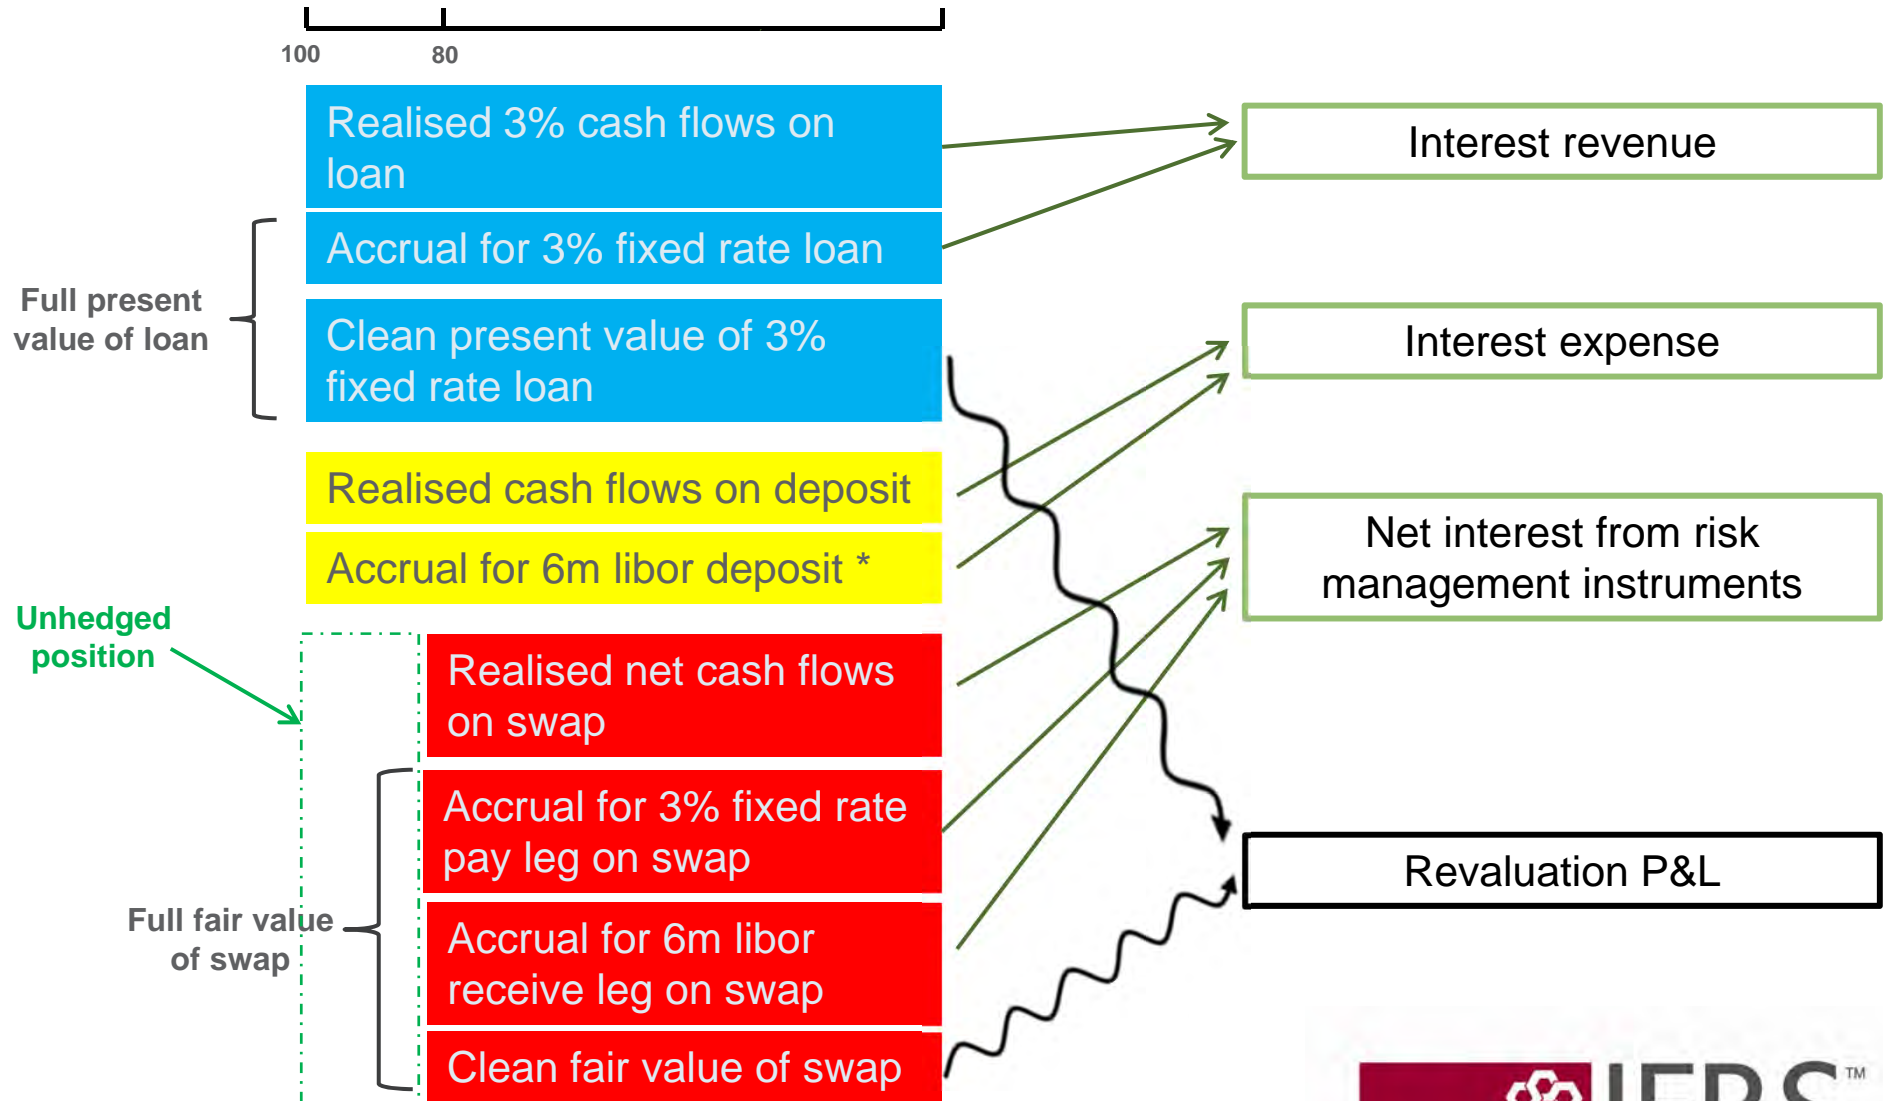 100
80
Realised 3% cash flows on
loan
Interest revenue
Accrual for 3% fixed rate loan
Full present
value of loan
Clean present value of 3%
fixed rate loan
Interest expense
Realised cash flows on deposit
Accrual for 6m libor deposit *
Net interest from risk
management instruments
Unhedged
position
Realised net cash flows
on swap
Accrual for 3% fixed rate
pay leg on swap
Revaluation P&L
Full fair value
of swap
Accrual for 6m libor
receive leg on swap
Clean fair value of swap
IFRS™